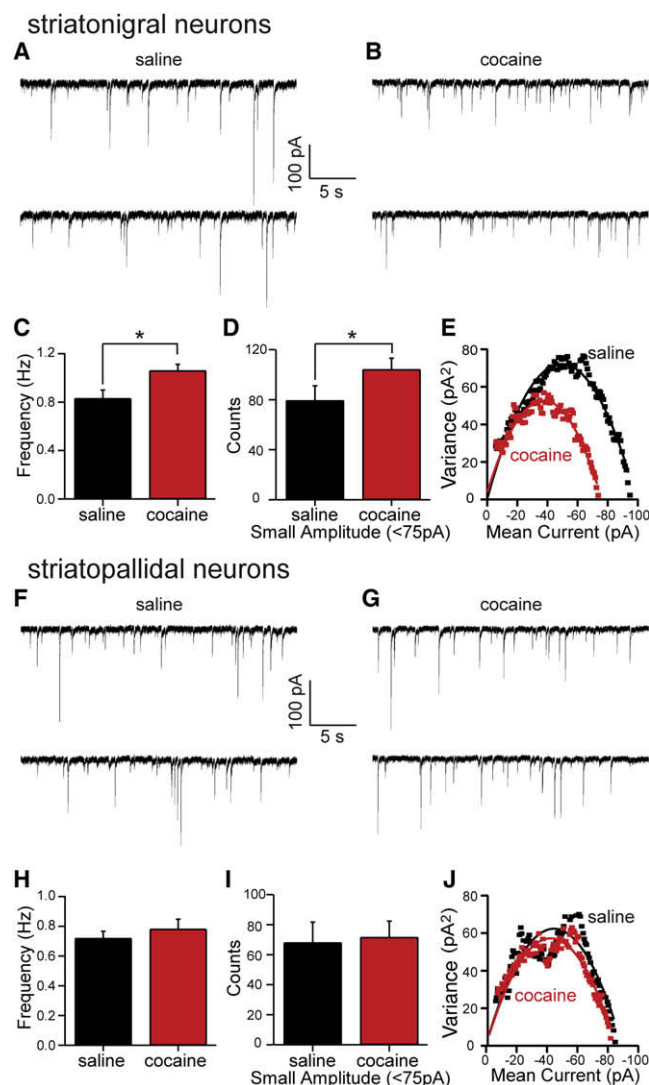 striatonigral neurons
A
saline
B
cocaine
100 pA
5 s
C
Frequency (Hz)
1.2
0.8
0.4
0.0
*
saline
cocaine
D
Counts
120
80
40
0
*
saline
cocaine
Small Amplitude (<75pA)
E
Variance (pA²)
80
60
40
20
0
saline
cocaine
0
-20
-40
-60
-80
-100
Mean Current (pA)
striatopallidal neurons
F
saline
G
cocaine
100 pA
5 s
H
Frequency (Hz)
1.0
0.8
0.6
0.4
0.2
0.0
saline
cocaine
I
Counts
100
80
60
40
20
0
saline
cocaine
Small Amplitude (<75pA)
J
Variance (pA²)
80
60
40
20
0
saline
cocaine
0
-20
-40
-60
-80
-100
Mean Current (pA)